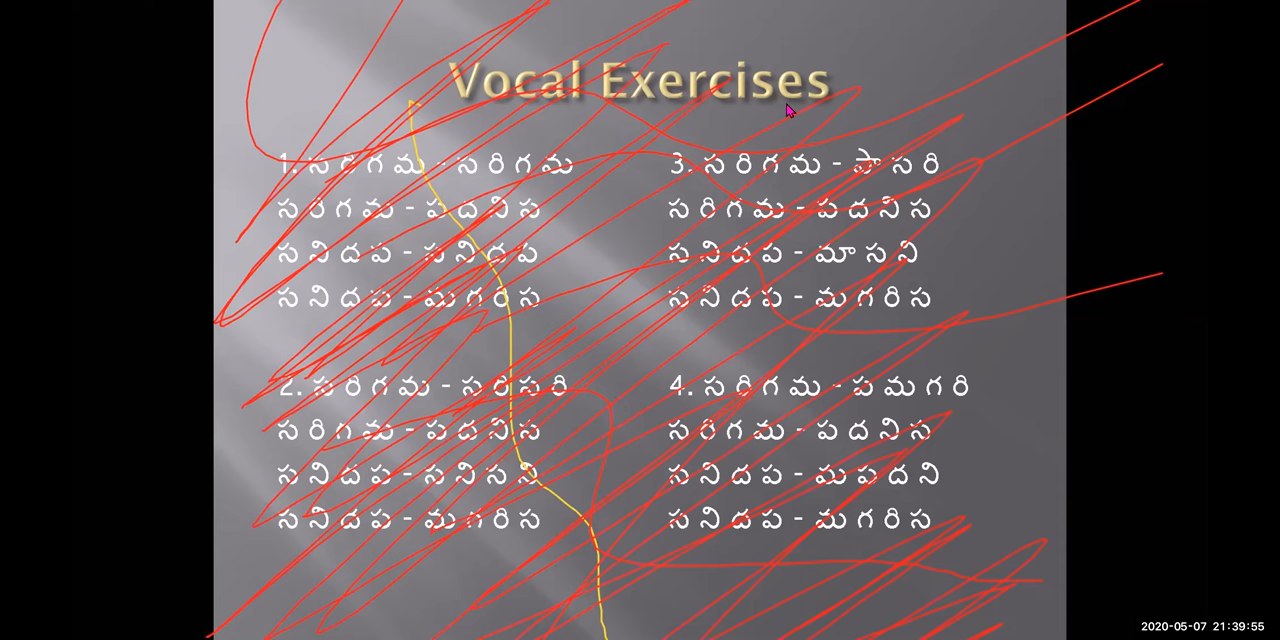 Vocal Exercises
1. స రి గ మ - స రి గ మ
స రి గ మ - ప ద ని స
స ని ద ప - స ని ద ప
స ని ద ప - మ గ రి స
2. స రి గ మ - స రి స రి
స రి గ మ - ప ద ని స
స ని ద ప - స ని స ని
స ని ద ప - మ గ రి స
3. స రి గ మ - పా స రి
స రి గ మ - ప ద ని స
స ని ద ప - మా స ని
స ని ద ప - మ గ రి స
4. స రి గ మ - ప మ గ రి
స రి గ మ - ప ద ని స
స ని ద ప - మ ప ద ని
స ని ద ప - మ గ రి స
2020-05-07 21:39:55